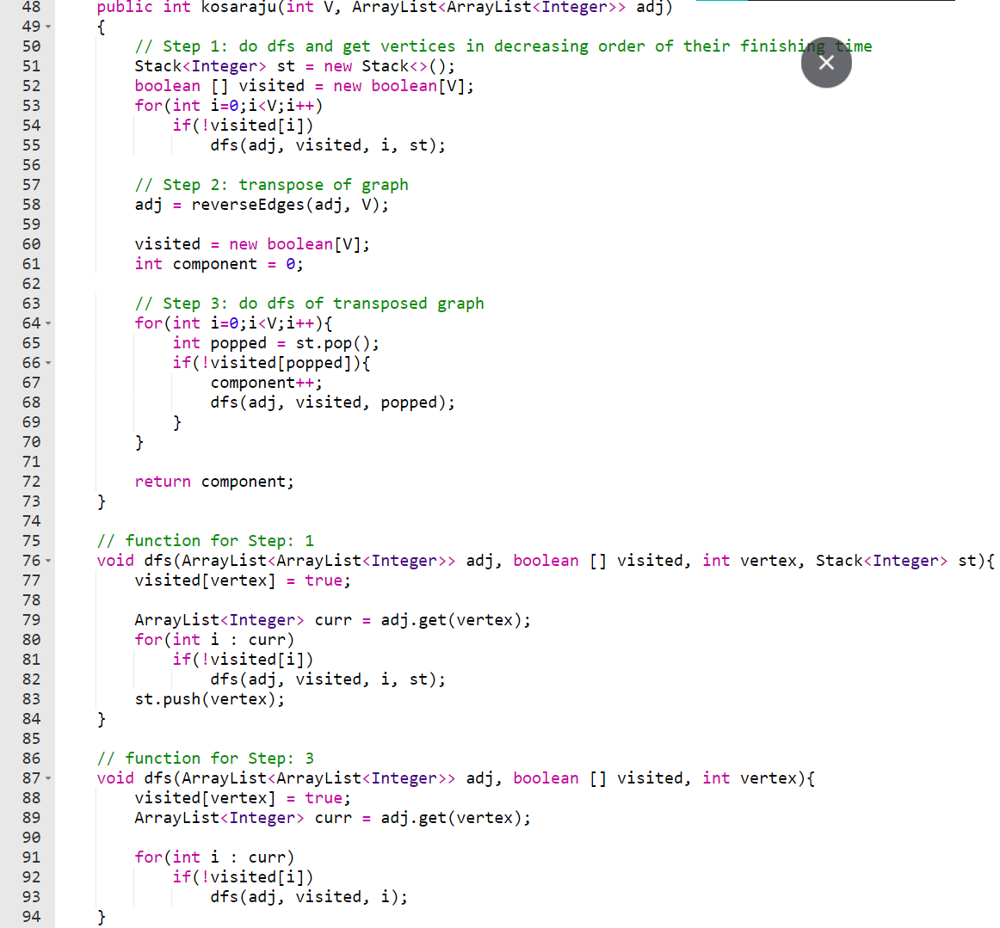 48 public int kosaraju(int V, ArrayList<ArrayList<Integer>> adj)
49 {
50 // Step 1: do dfs and get vertices in decreasing order of their finishing time
51 Stack<Integer> st = new Stack<>();
52 boolean [] visited = new boolean[V];
53 for(int i=0;i<V;i++)
54 if(!visited[i])
55 dfs(adj, visited, i, st);
56
57 // Step 2: transpose of graph
58 adj = reverseEdges(adj, V);
59
60 visited = new boolean[V];
61 int component = 0;
62
63 // Step 3: do dfs of transposed graph
64 for(int i=0;i<V;i++){
65 int popped = st.pop();
66 if(!visited[popped]){
67 component++;
68 dfs(adj, visited, popped);
69 }
70 }
71
72 return component;
73 }
74
75 // function for Step: 1
76 void dfs(ArrayList<ArrayList<Integer>> adj, boolean [] visited, int vertex, Stack<Integer> st){
77 visited[vertex] = true;
78
79 ArrayList<Integer> curr = adj.get(vertex);
80 for(int i : curr)
81 if(!visited[i])
82 dfs(adj, visited, i, st);
83 st.push(vertex);
84 }
85
86 // function for Step: 3
87 void dfs(ArrayList<ArrayList<Integer>> adj, boolean [] visited, int vertex){
88 visited[vertex] = true;
89 ArrayList<Integer> curr = adj.get(vertex);
90
91 for(int i : curr)
92 if(!visited[i])
93 dfs(adj, visited, i);
94 }